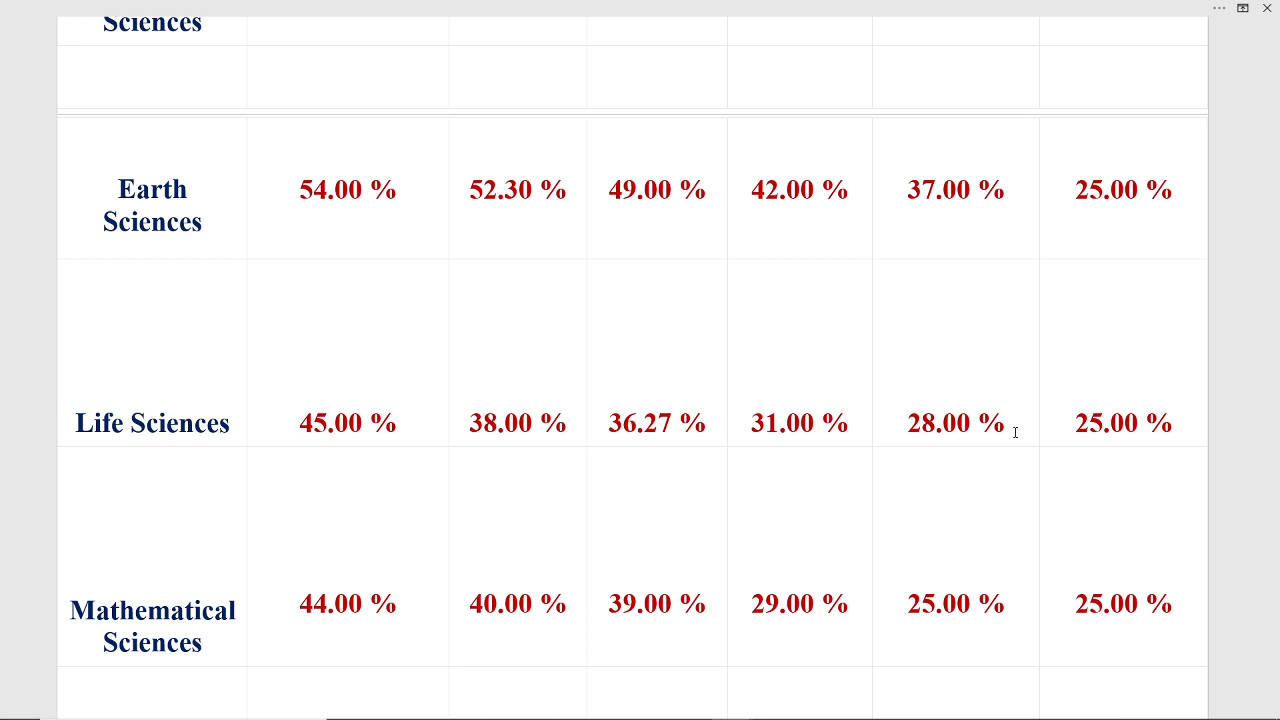 Sciences
Earth
Sciences
54.00 % 52.30 % 49.00 % 42.00 % 37.00 % 25.00 %
Life Sciences 45.00 % 38.00 % 36.27 % 31.00 % 28.00 % 25.00 %
Mathematical
Sciences
44.00 % 40.00 % 39.00 % 29.00 % 25.00 % 25.00 %